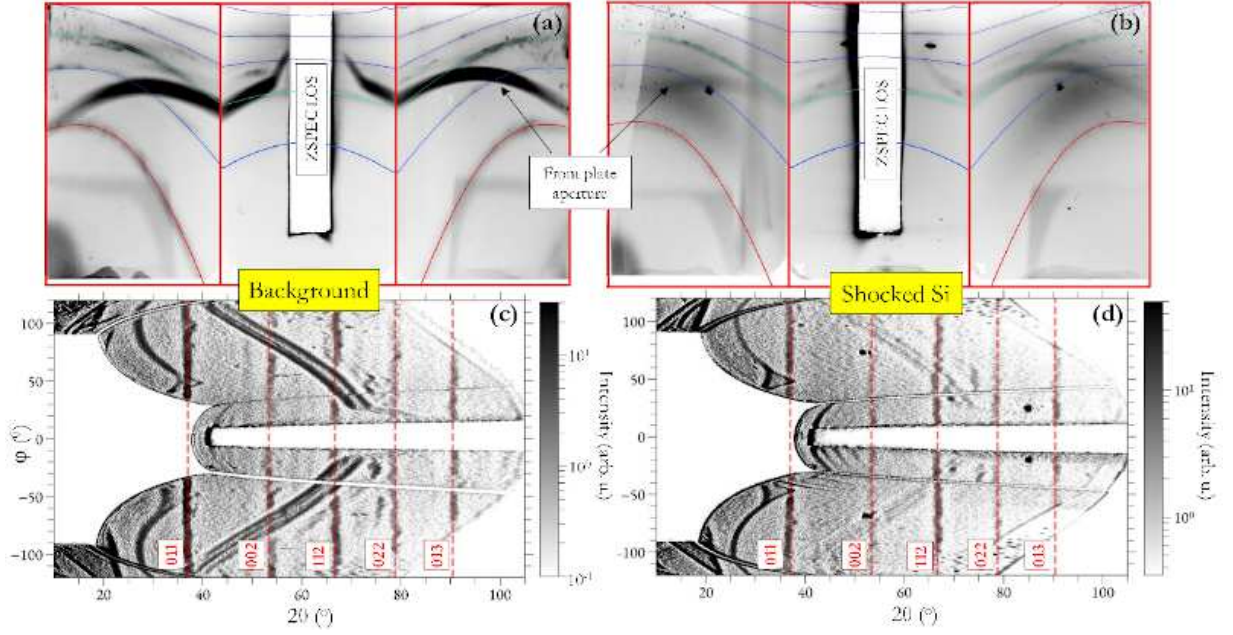 (a)
ZSPEC LOS
From plate
aperture
(b)
ZSPEC LOS
Background
Shocked Si
(c)
100
50
0
−50
−100
φ (°)
011
002
112
022
013
20
40
60
80
100
2θ (°)
10¹
10⁰
10⁻¹
Intensity (arb. u.)
(d)
100
50
0
−50
−100
011
002
112
022
013
20
40
60
80
100
2θ (°)
10¹
10⁰
Intensity (arb. u.)